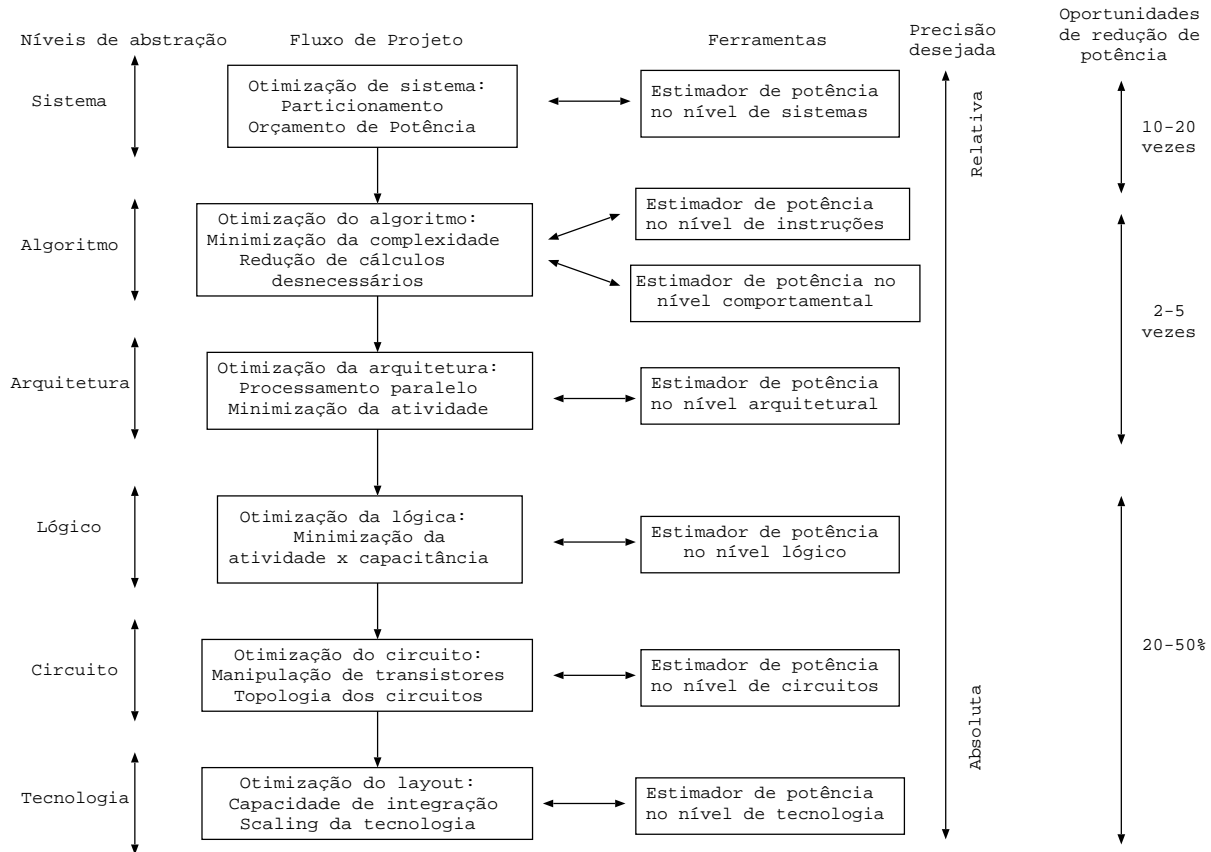 Níveis de abstração
Fluxo de Projeto
Ferramentas
Precisão
desejada
Oportunidades
de redução de
potência
Sistema
Otimização de sistema:
Particionamento
Orçamento de Potência
Estimador de potência
no nível de sistemas
Relativa
10-20
vezes
Algoritmo
Otimização do algoritmo:
Minimização da complexidade
Redução de cálculos
desnecessários
Estimador de potência
no nível de instruções
Estimador de potência no
nível comportamental
2-5
vezes
Arquitetura
Otimização da arquitetura:
Processamento paralelo
Minimização da atividade
Estimador de potência
no nível arquitetural
Lógico
Otimização da lógica:
Minimização da
atividade x capacitância
Estimador de potência
no nível lógico
Circuito
Otimização do circuito:
Manipulação de transistores
Topologia dos circuitos
Estimador de potência
no nível de circuitos
20-50%
Absoluta
Tecnologia
Otimização do layout:
Capacidade de integração
Scaling da tecnologia
Estimador de potência
no nível de tecnologia